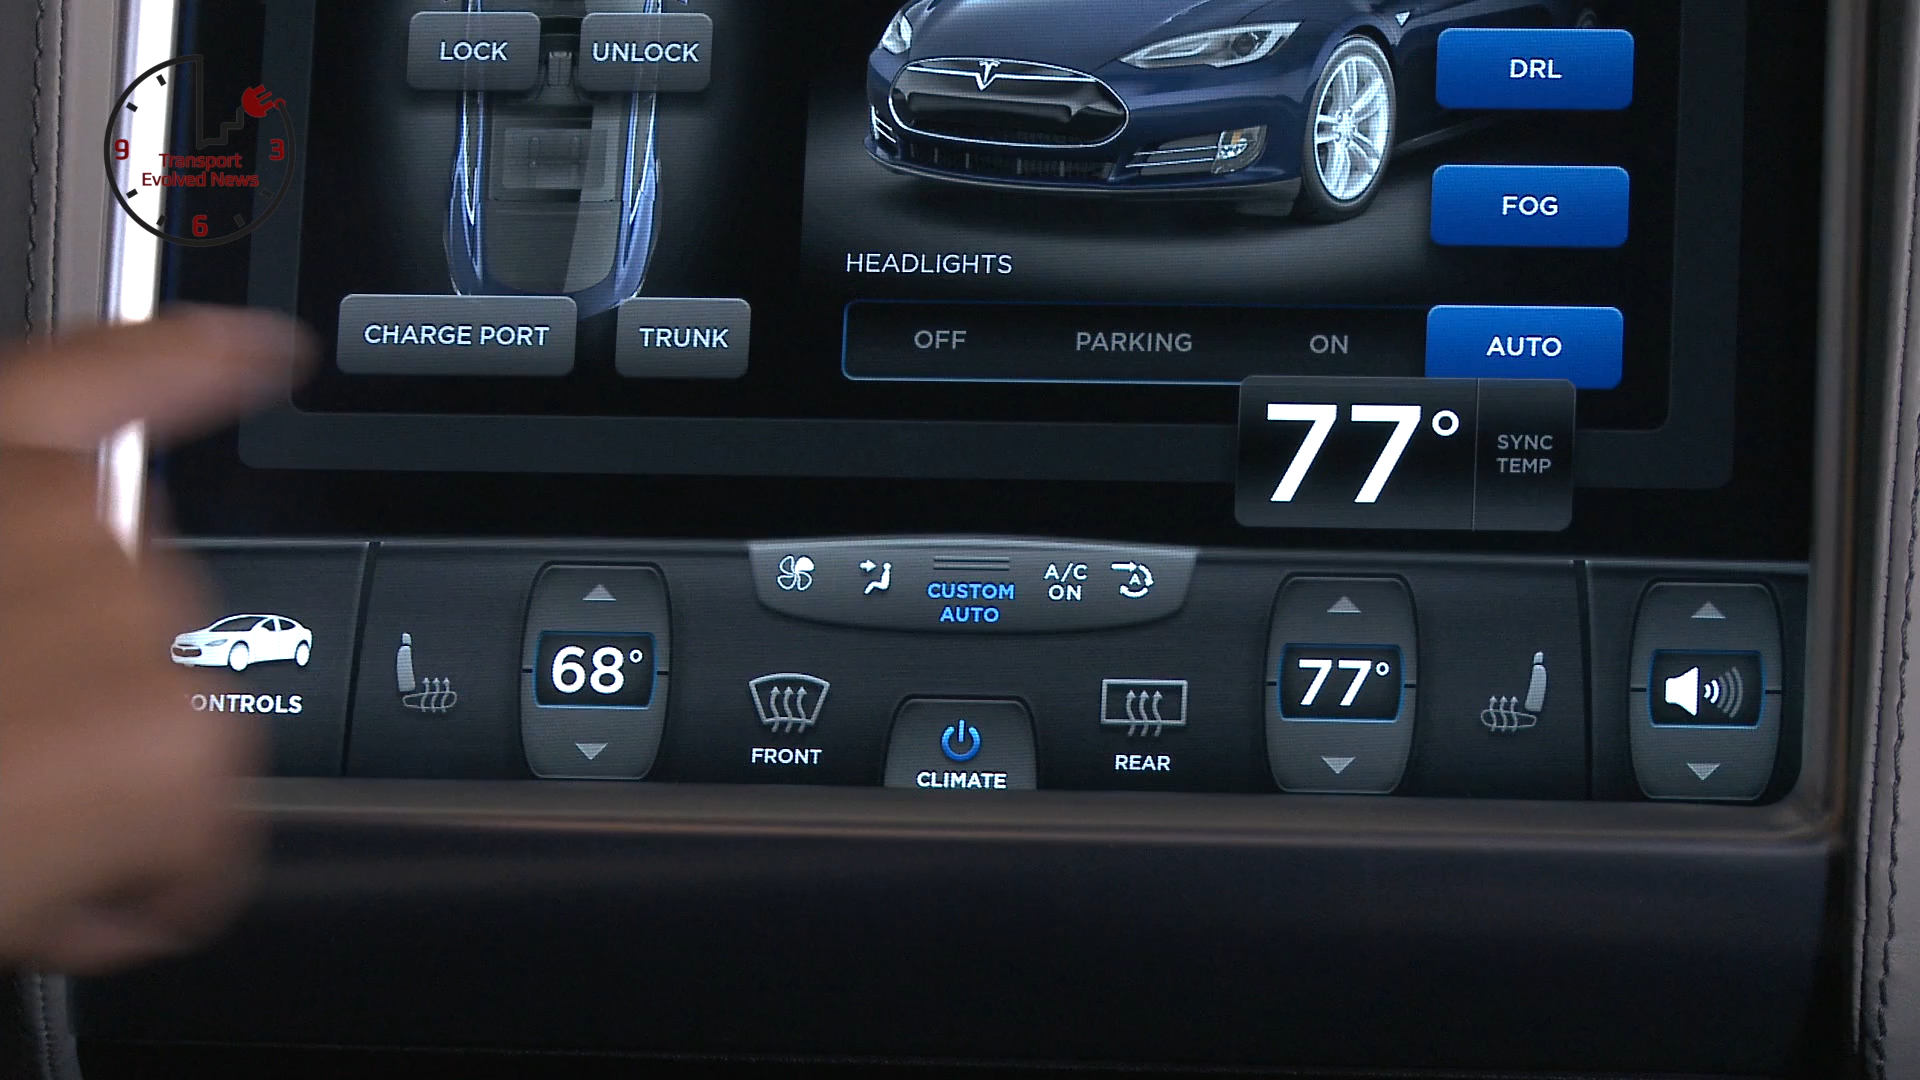 LOCK
UNLOCK
DRL
9
3
Transport
Evolved News
6
FOG
HEADLIGHTS
CHARGE PORT
TRUNK
OFF
PARKING
ON
AUTO
77°
SYNC
TEMP
CUSTOM
AUTO
A/C
ON
A
68°
77°
ONTROLS
FRONT
CLIMATE
REAR